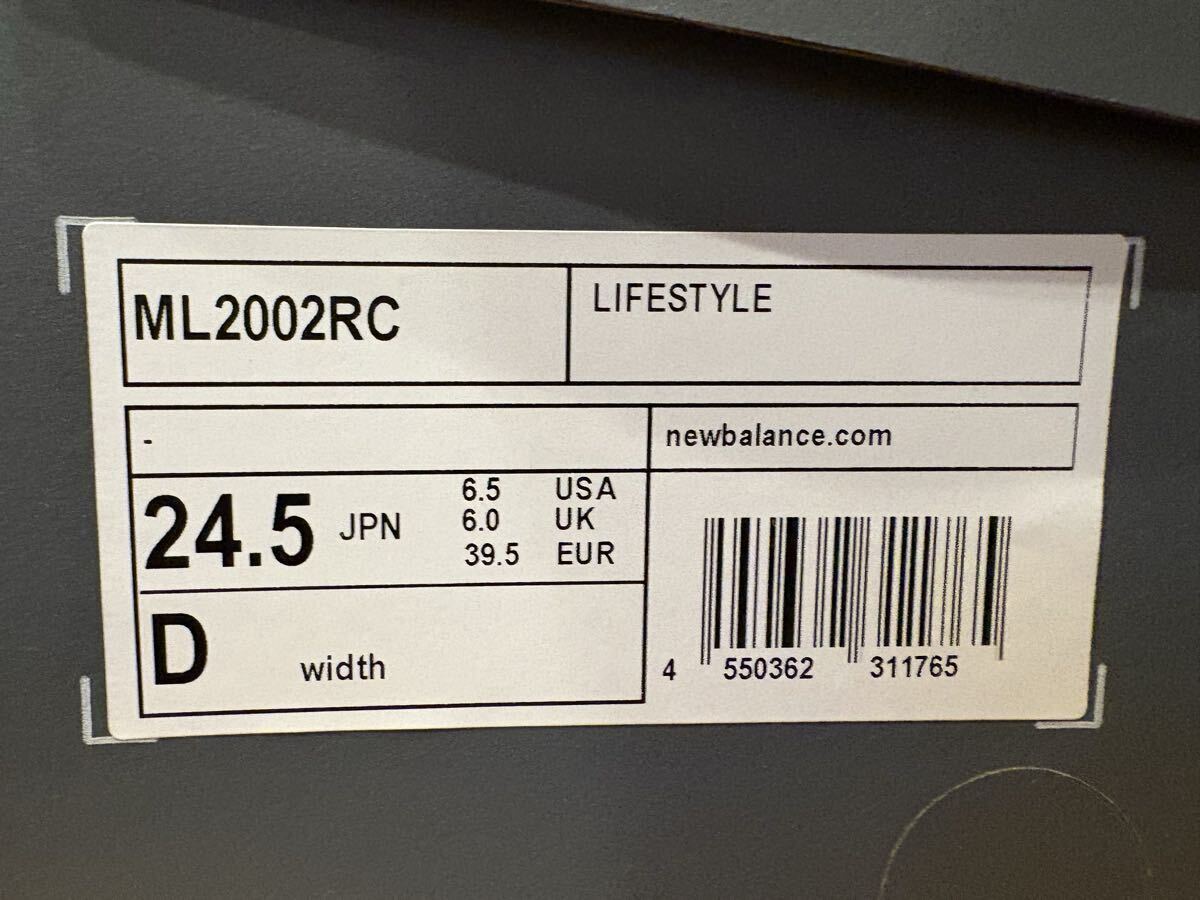 ML2002RC
LIFESTYLE
-
newbalance.com
24.5 JPN
6.5 USA
6.0 UK
39.5 EUR
D width
4 550362 311765